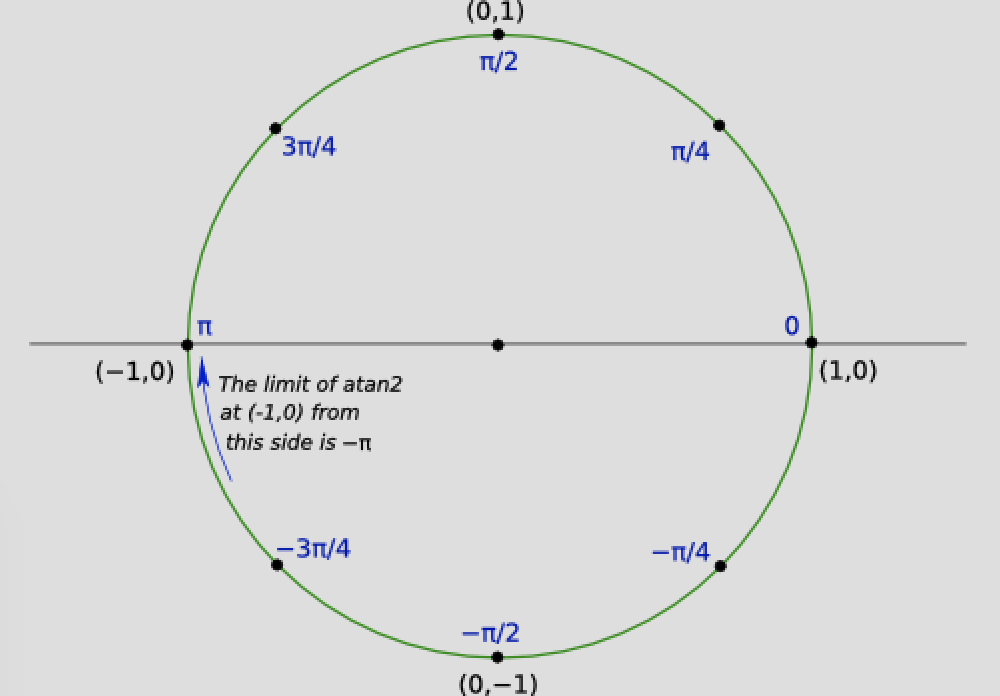 (0,1)
π/2
3π/4
π/4
π
0
(−1,0)
(1,0)
The limit of atan2
at (-1,0) from
this side is −π
−3π/4
−π/4
−π/2
(0,−1)